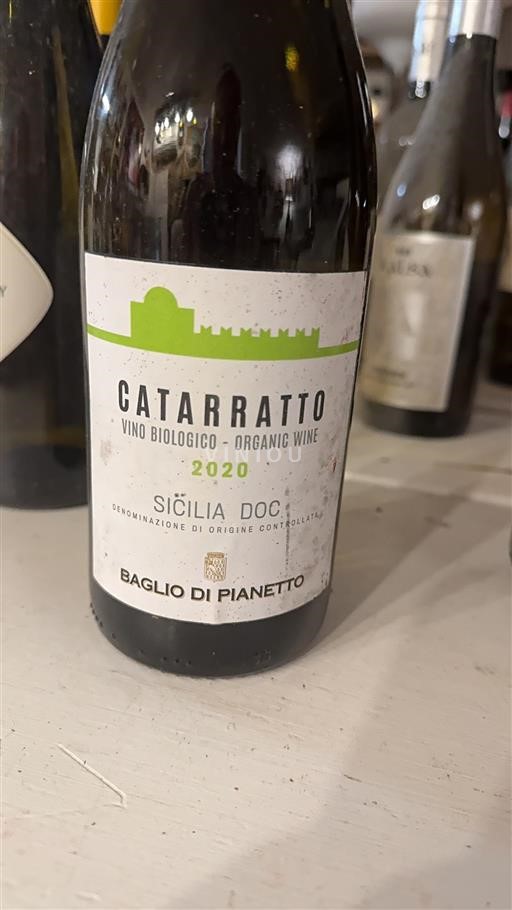 CATARRATTO
VINO BIOLOGICO - ORGANIC WINE
VINIOU
2020
SICILIA DOC
DENOMINAZIONE DI ORIGINE CONTROLLATA
BAGLIO DI PIANETTO